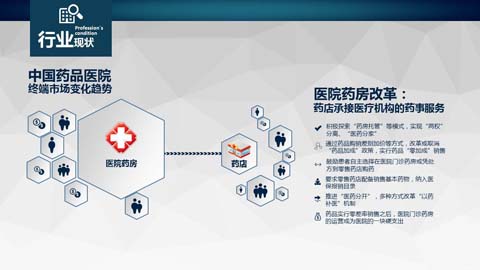 行业现状
Profession's
condition
中国药品医院
终端市场变化趋势
医院药房
药店
医院药房改革：
药店承接医疗机构的药事服务
积极探索“药房托管”等模式，实现“两权”
分离、“医药分家”
通过药品购销差别加价等方式，改革或取消
“药品加成”政策，实行药品“零加成”销售
鼓励患者自主选择在医院门诊药房或凭处
方到零售药店购药
要求零售药店配备销售基本药物，纳入医
保报销目录
推进“医药分开”，多种方式改革“以药
补医”机制
药品实行零差率销售之后，医院门诊药房
的运营成为医院的一块硬支出